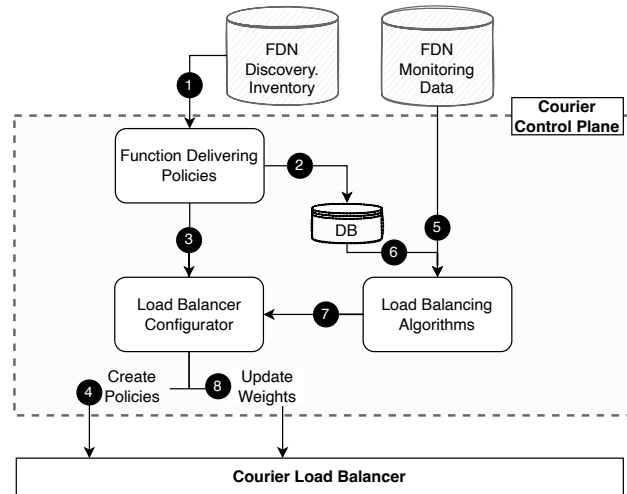 FDN
Discovery.
Inventory
FDN
Monitoring
Data
1
Courier
Control Plane
Function Delivering
Policies
2
DB
3
5
6
Load Balancer
Configurator
7
Load Balancing
Algorithms
4
Create
Policies
8
Update
Weights
Courier Load Balancer